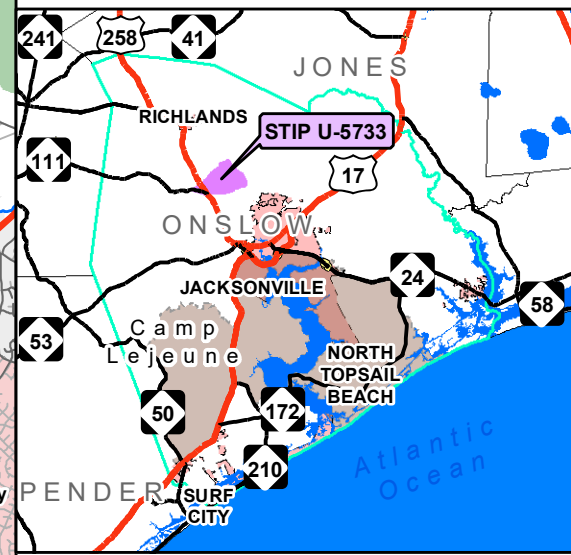 241
258
41
JONES
RICHLANDS
STIP U-5733
111
17
ONSLOW
24
JACKSONVILLE
58
53
Camp
Lejeune
NORTH
TOPSAIL
BEACH
50
172
Atlantic
Ocean
210
PENDER
SURF
CITY
y